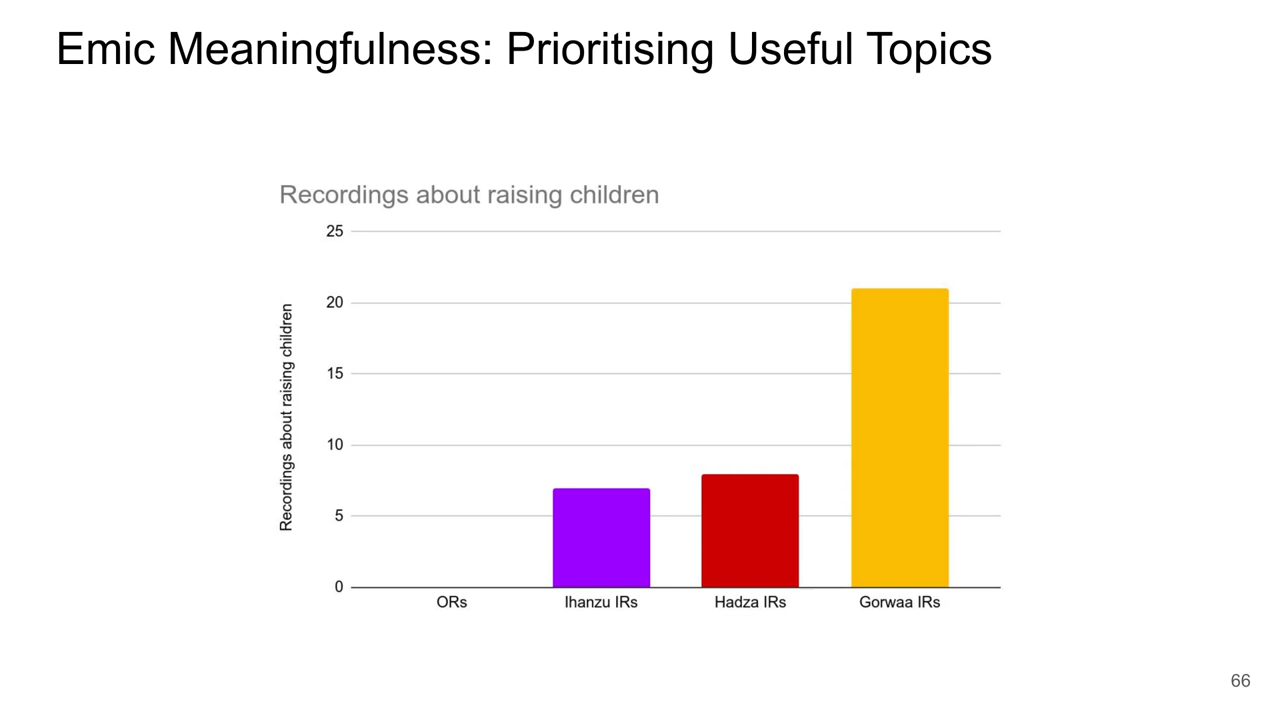 Emic Meaningfulness: Prioritising Useful Topics
Recordings about raising children
Recordings about raising children
25
20
15
10
5
0
ORs
Ihanzu IRs
Hadza IRs
Gorwaa IRs
66